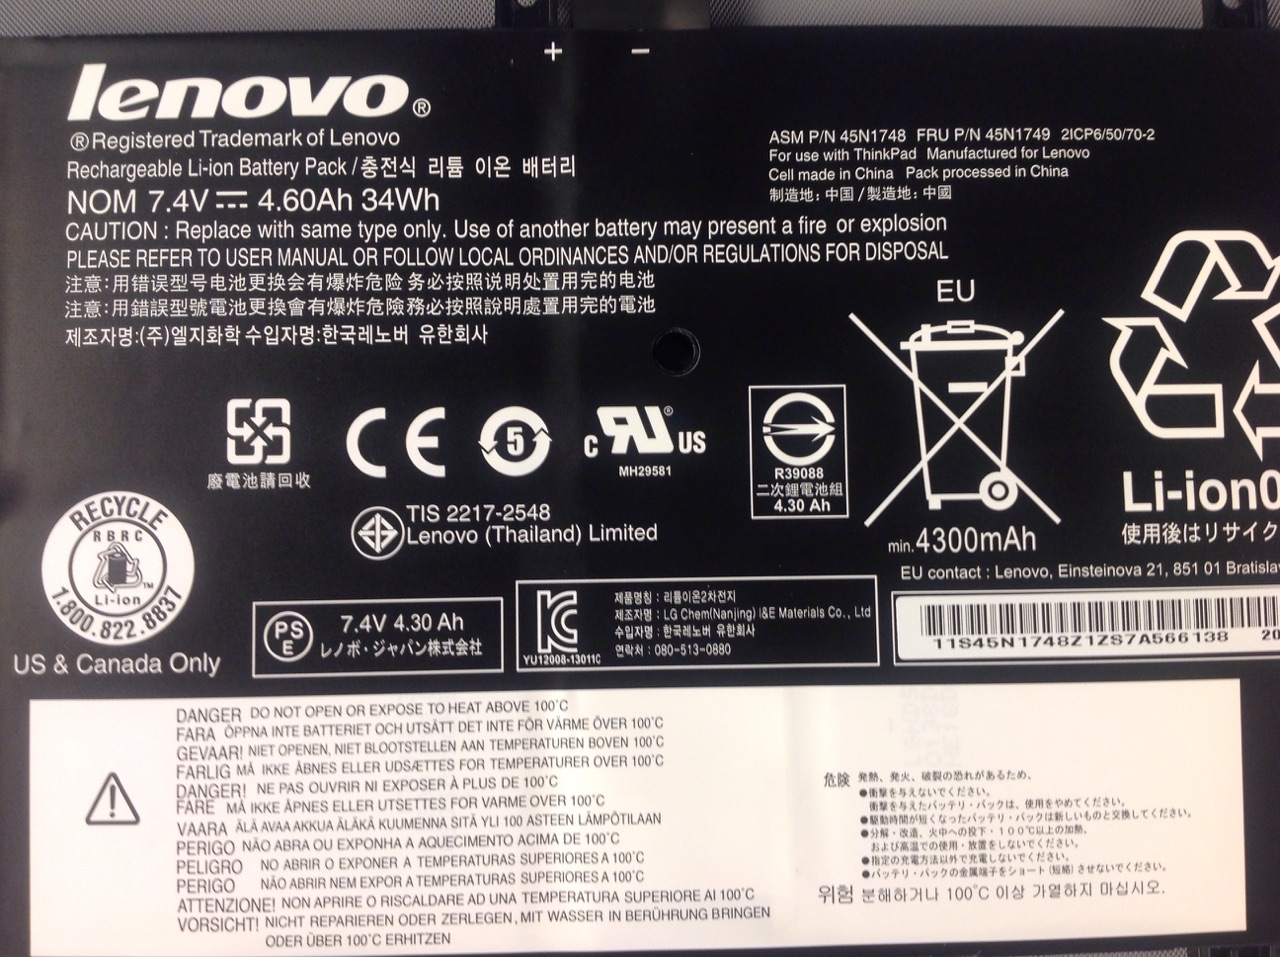 + −
lenovo®
®Registered Trademark of Lenovo
Rechargeable Li-ion Battery Pack / 충전식 리튬 이온 배터리
NOM 7.4V 4.60Ah 34Wh
ASM P/N 45N1748 FRU P/N 45N1749 2ICP6/50/70-2
For use with ThinkPad Manufactured for Lenovo
Cell made in China Pack processed in China
制造地: 中国 / 製造地: 中國
CAUTION : Replace with same type only. Use of another battery may present a fire or explosion
PLEASE REFER TO USER MANUAL OR FOLLOW LOCAL ORDINANCES AND/OR REGULATIONS FOR DISPOSAL
注意: 用错误型号电池更换会有爆炸危险 务必按照说明处置用完的电池
注意: 用錯誤型號電池更換會有爆炸危險務必按照說明處置用完的電池
제조자명:(주)엘지화학 수입자명:한국레노버 유한회사
EU
廢電池請回收
CE
5
c RU® US
MH29581
R39088
二次鋰電池組
4.30 Ah
min.4300mAh
Li-ion0
使用後はリサイク
EU contact : Lenovo, Einsteinova 21, 851 01 Bratisla
TIS 2217-2548
Lenovo (Thailand) Limited
RECYCLE
RBRC
Li-ion ™
1.800.822.8837
US & Canada Only
PSE
7.4V 4.30 Ah
レノボ・ジャパン株式会社
KC
YU12008-13011C
제품명칭 : 리튬이온2차전지
제조자명 : LG Chem(Nanjing) I&E Materials Co., Ltd
수입자명 : 한국레노버 유한회사
연락처 : 080-513-0880
11S45N1748Z1ZS7A566138 20
DANGER DO NOT OPEN OR EXPOSE TO HEAT ABOVE 100°C
FARA ÖPPNA INTE BATTERIET OCH UTSÄTT DET INTE FÖR VÄRME ÖVER 100°C
GEVAAR! NIET OPENEN, NIET BLOOTSTELLEN AAN TEMPERATUREN BOVEN 100°C
FARLIG MÅ IKKE ÅBNES ELLER UDSÆTTES FOR TEMPERATURER OVER 100°C
DANGER! NE PAS OUVRIR NI EXPOSER À PLUS DE 100°C
FARE MÅ IKKE ÅPNES ELLER UTSETTES FOR VARME OVER 100°C
VAARA ÄLÄ AVAA AKKUA ÄLÄKÄ KUUMENNA SITÄ YLI 100 ASTEEN LÄMPÖTILAAN
PERIGO NÃO ABRA OU EXPONHA A AQUECIMENTO ACIMA DE 100°C
PELIGRO NO ABRIR O EXPONER A TEMPERATURAS SUPERIORES A 100°C
PERIGO NÃO ABRIR NEM EXPOR A TEMPERATURAS SUPERIORES A 100°C
ATTENZIONE! NON APRIRE O RISCALDARE AD UNA TEMPERATURA SUPERIORE AI 100°C
VORSICHT! NICHT REPARIEREN ODER ZERLEGEN, MIT WASSER IN BERÜHRUNG BRINGEN
ODER ÜBER 100°C ERHITZEN
危険 発熱、発火、破裂の恐れがあるため、
●衝撃を与えないでください。
衝撃を与えたバッテリ・パックは、使用をやめてください。
●駆動時間が短くなったバッテリ・パックは新しいものと交換してください。
●分解・改造、火中への投下・100℃以上の加熱、
および高温での使用・放置をしないでください。
●指定の充電方法以外で充電しないでください。
●バッテリ・パックの金属端子をショート (短絡) させないでください。
위험 분해하거나 100°C 이상 가열하지 마십시오.